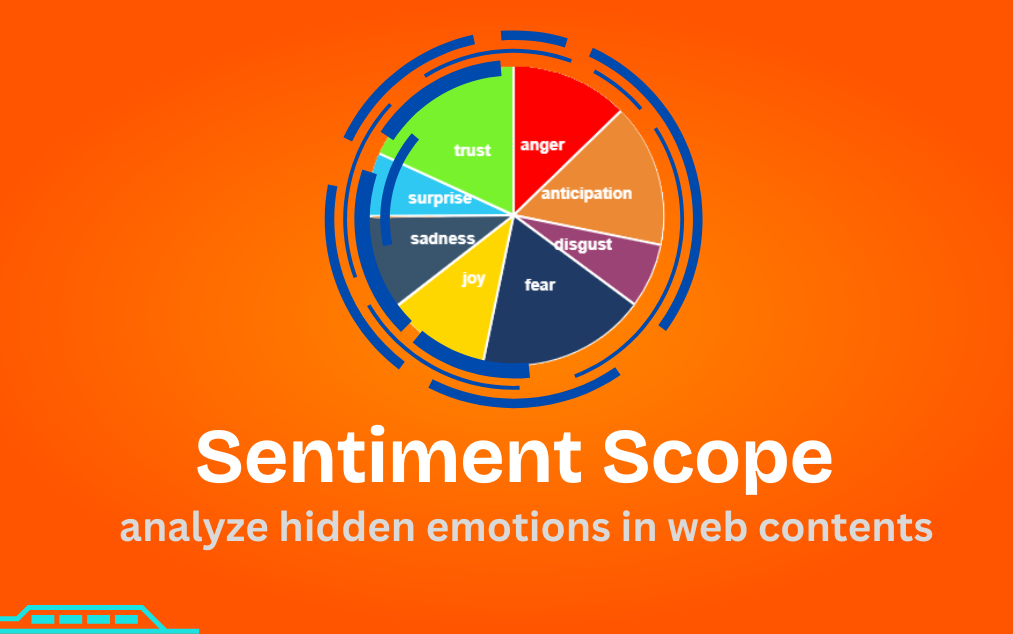 trust
anger
surprise
anticipation
sadness
disgust
joy
fear
Sentiment Scope
analyze hidden emotions in web contents